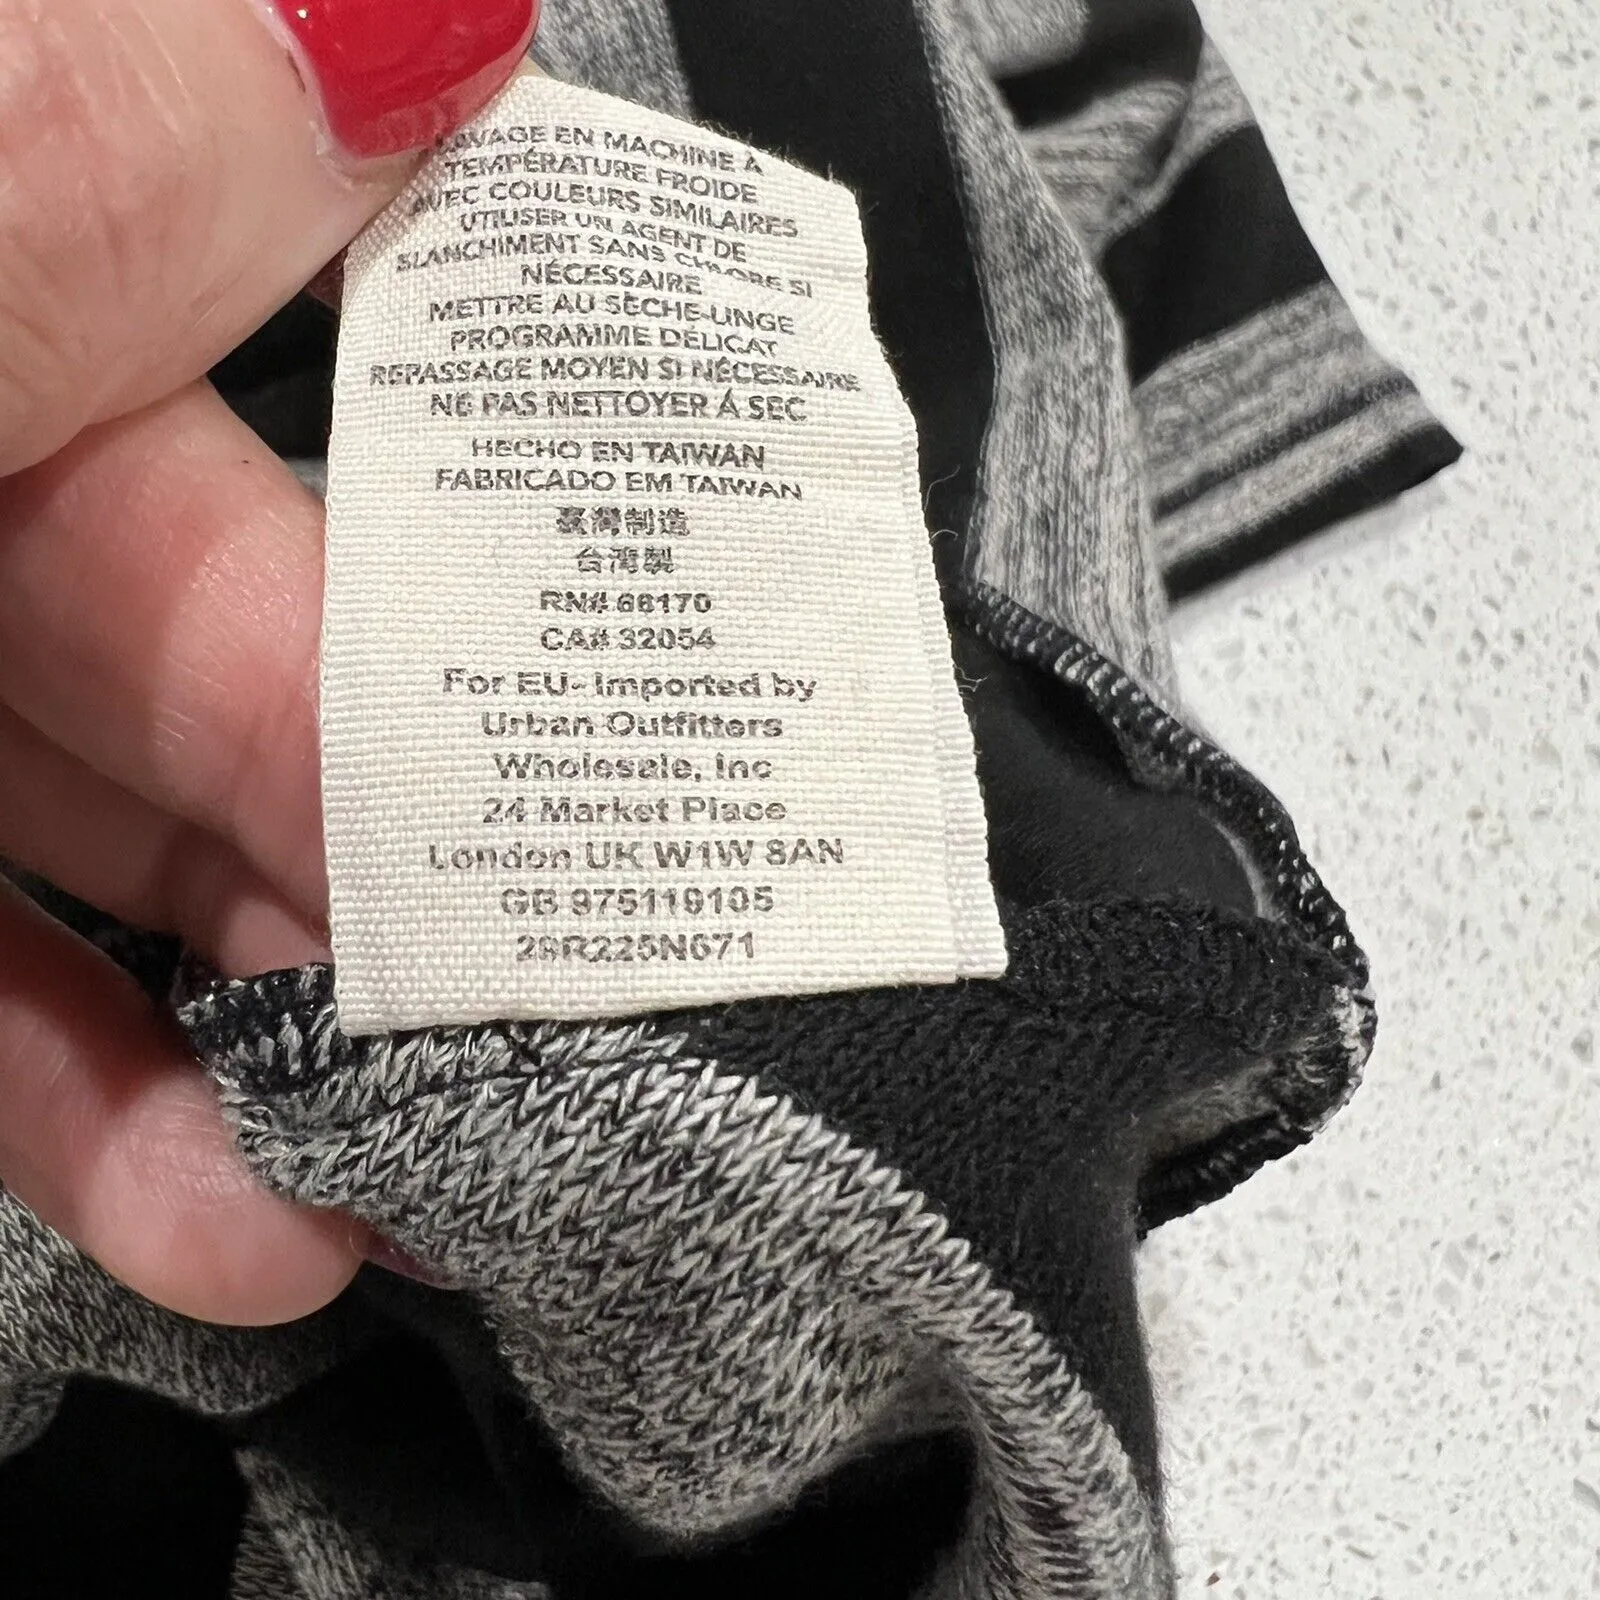 LAVAGE EN MACHINE À
TEMPÉRATURE FROIDE
AVEC COULEURS SIMILAIRES
UTILISER UN AGENT DE
BLANCHIMENT SANS CHLORE SI
NÉCESSAIRE
METTRE AU SÈCHE-LINGE
PROGRAMME DÉLICAT
REPASSAGE MOYEN SI NÉCESSAIRE
NE PAS NETTOYER À SEC
HECHO EN TAIWAN
FABRICADO EM TAIWAN
臺灣制造
台湾製
RN# 66170
CA# 32054
For EU- Imported by
Urban Outfitters
Wholesale, Inc
24 Market Place
London UK W1W 8AN
GB 975119105